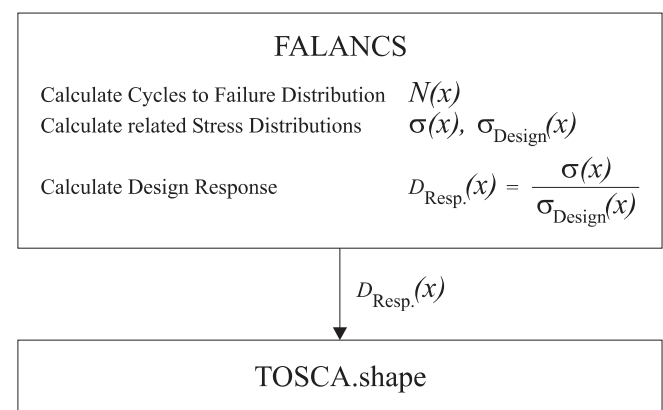 FALANCS
Calculate Cycles to Failure Distribution N(x)
Calculate related Stress Distributions σ(x), σDesign(x)
Calculate Design Response DResp.(x) = σ(x) / σDesign(x)
DResp.(x)
TOSCA.shape